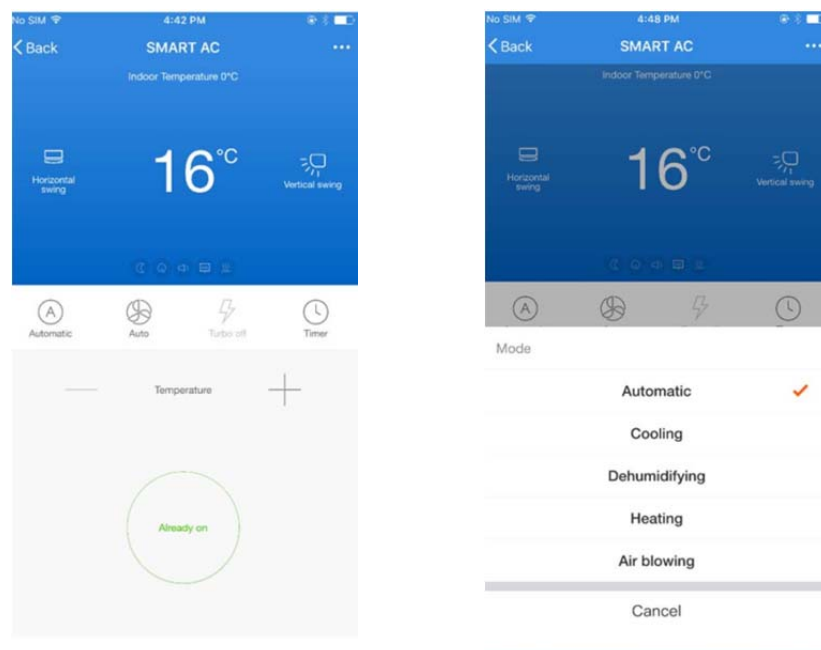 No SIM 4:42 PM
Back SMART AC
Indoor Temperature 0°C
16°C
Horizontal
swing
Vertical swing
A
Automatic Auto Turbo off Timer
Temperature
Already on
No SIM 4:48 PM
Back SMART AC
Indoor Temperature 0°C
16°C
Horizontal
swing
Vertical swing
A
Mode
Automatic
Cooling
Dehumidifying
Heating
Air blowing
Cancel